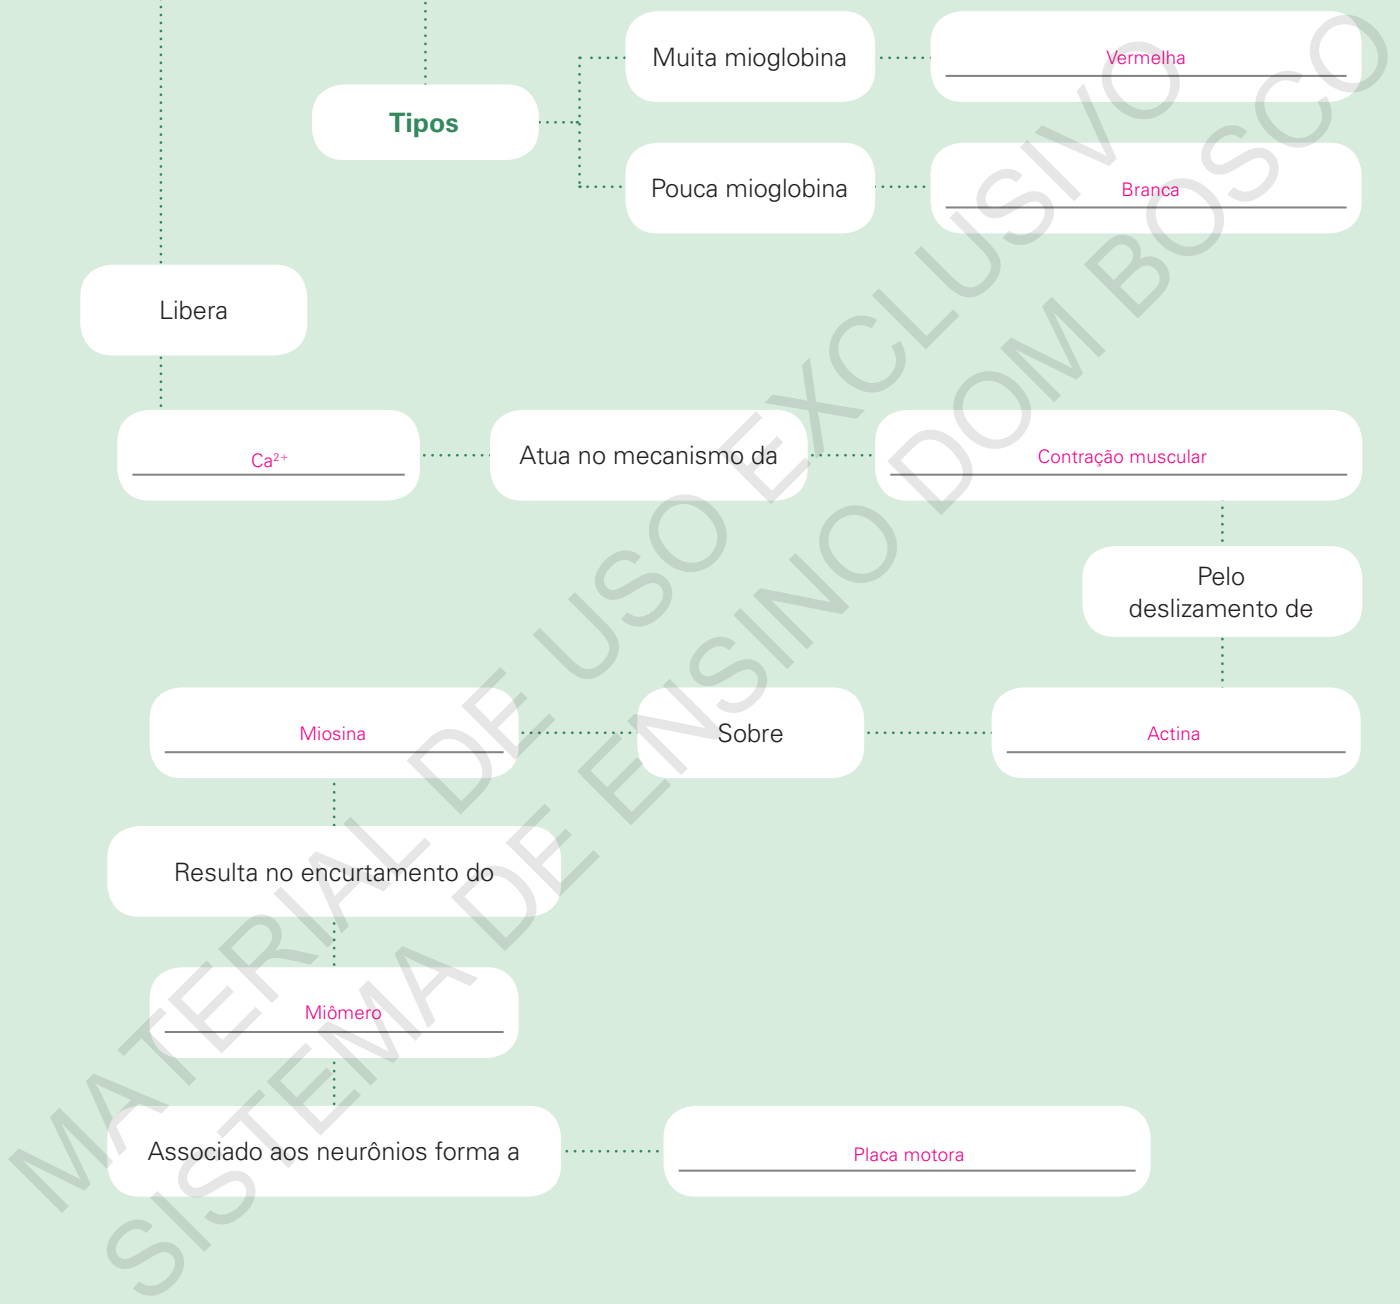 Muita mioglobina
Vermelha
Tipos
Pouca mioglobina
Branca
Libera
Ca²⁺
Atua no mecanismo da
Contração muscular
Pelo
deslizamento de
Actina
Sobre
Miosina
Resulta no encurtamento do
Miômero
Associado aos neurônios forma a
Placa motora
MATERIAL DE USO EXCLUSIVO
SISTEMA DE ENSINO DOM BOSCO